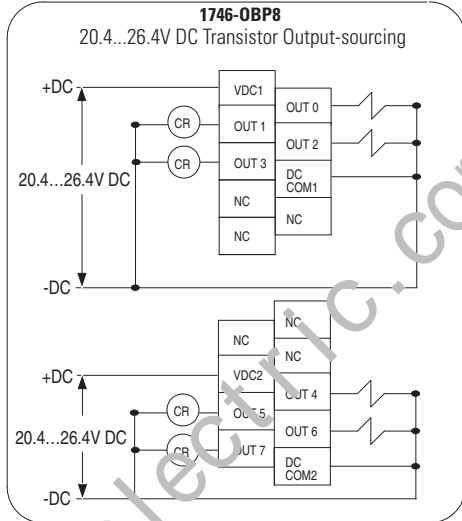 1746-OBP8
20.4...26.4V DC Transistor Output-sourcing
+DC
VDC1
OUT 0
CR
OUT 1
OUT 2
CR
OUT 3
20.4...26.4V DC
DC
COM1
NC
NC
NC
-DC
NC
NC
NC
+DC
VDC2
OUT 4
CR
OUT 5
OUT 6
20.4...26.4V DC
CR
OUT 7
DC
COM2
-DC
lectric.co